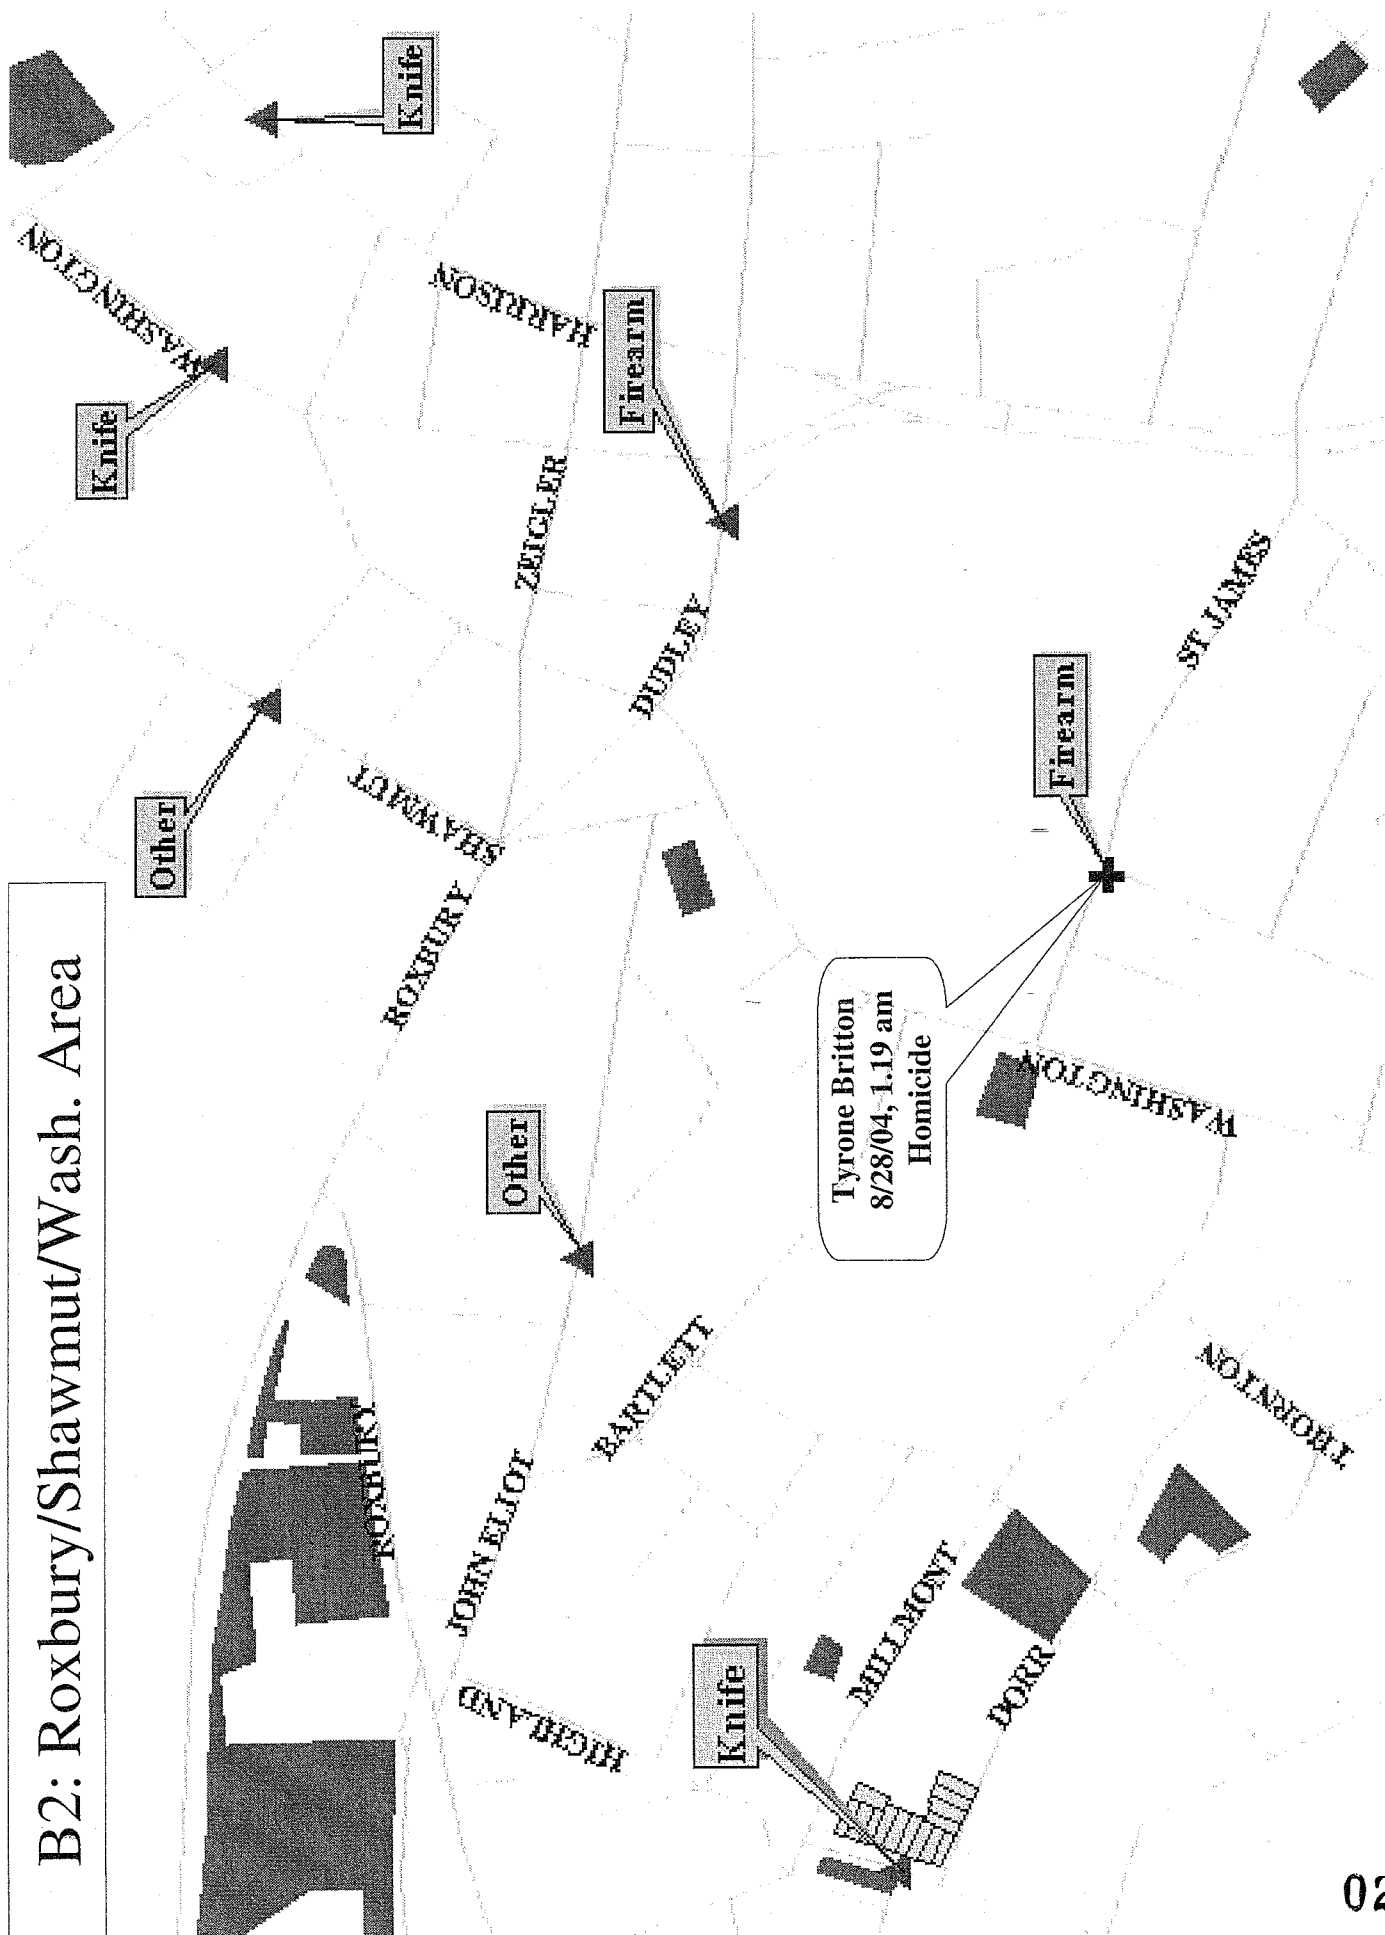 B2: Roxbury/Shawmut/Wash. Area
Knife
WASHINGTON
Knife
HARRISON
Firearm
Other
ZEIGLER
SHAWMUT
DUDLEY
ROXBURY
Firearm
ST JAMES
Other
Tyrone Britton
8/28/04, 1.19 am
Homicide
WASHINGTON
ROXBURY
JOHN ELIOT
BARTLETT
THORNTON
HIGHLAND
Knife
MILLMONT
DORR
02